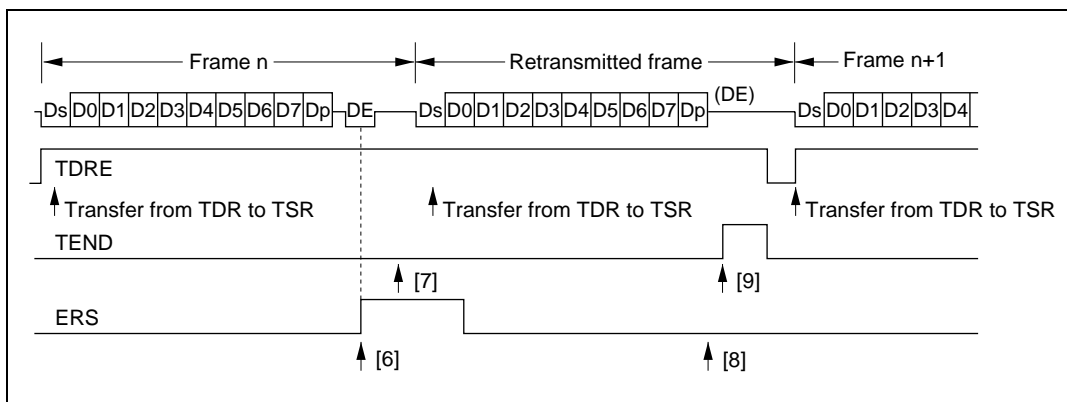 Frame n Retransmitted frame Frame n+1
Ds D0 D1 D2 D3 D4 D5 D6 D7 Dp DE Ds D0 D1 D2 D3 D4 D5 D6 D7 Dp (DE) Ds D0 D1 D2 D3 D4
TDRE
Transfer from TDR to TSR Transfer from TDR to TSR Transfer from TDR to TSR
TEND
[7] [9]
ERS
[6] [8]